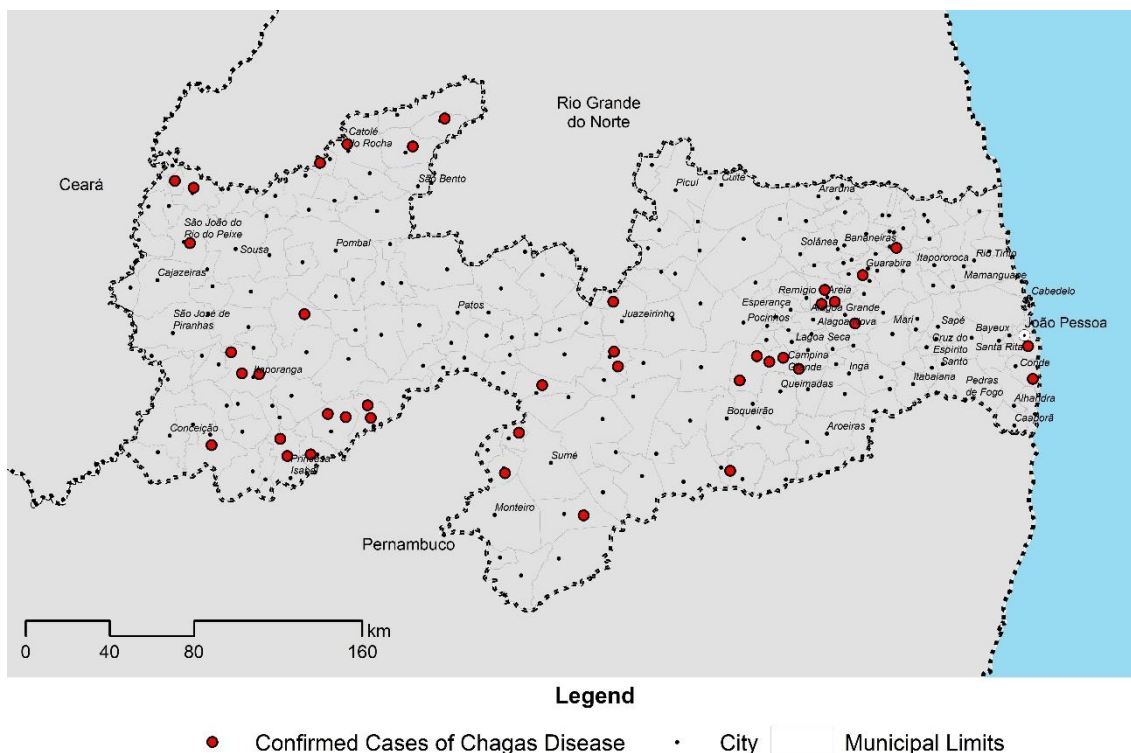 Rio Grande
do Norte
Catolé
do Rocha
Ceará
São Bento
Picuí
Cuité
Araruna
São João do
Rio do Peixe
Sousa
Pombal
Solânea
Bananeiras
Guarabira
Itapororoca
Rio Tinto
Mamanguape
Cajazeiras
Remígio
Areia
Cabedelo
São José de
Piranhas
Patos
Juazeirinho
Esperança
Pocinhos
Alagoa Grande
Alagoa Nova
Mari
Sapé
Bayeux
João Pessoa
Lagoa Seca
Cruz do
Espírito
Santo
Santa Rita
Conde
Itaporanga
Campina
Grande
Queimadas
Ingá
Itabaiana
Pedras
de Fogo
Alhandra
Caaporã
Boqueirão
Aroeiras
Conceição
Princesa
Isabel
Sumé
Monteiro
Pernambuco
km
0 40 80 160
Legend
Confirmed Cases of Chagas Disease City Municipal Limits